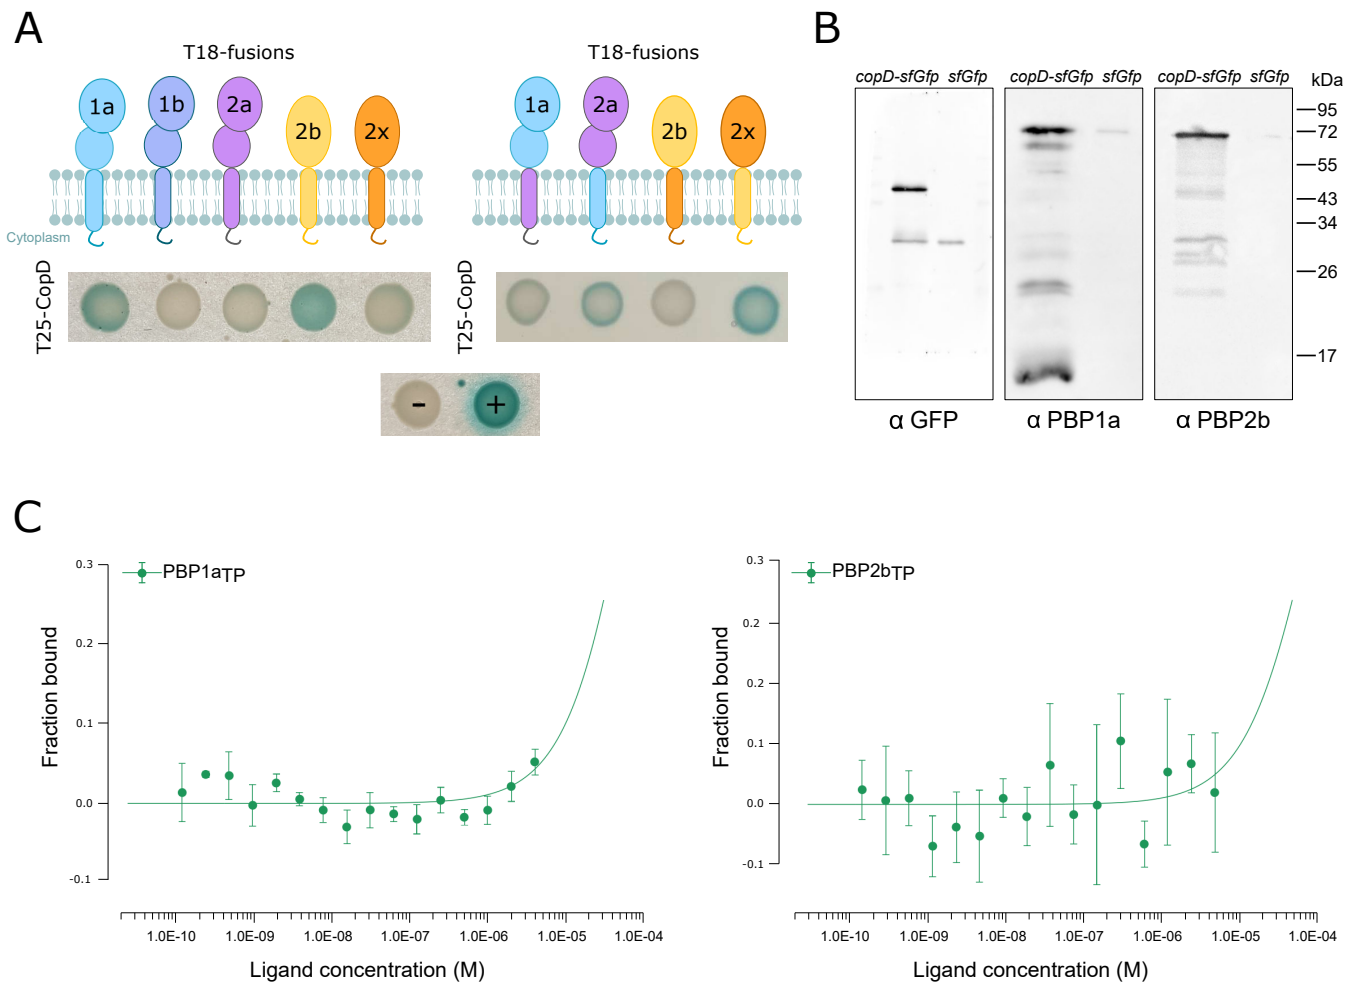 A
T18-fusions
1a
1b
2a
2b
2x
Cytoplasm
T25-CopD
T18-fusions
1a
2a
2b
2x
T25-CopD
-
+
B
copD-sfGfp sfGfp
copD-sfGfp sfGfp
copD-sfGfp sfGfp
kDa
95
72
55
43
34
26
17
α GFP
α PBP1a
α PBP2b
C
PBP1aTP
Fraction bound
0.3
0.2
0.1
0.0
-0.1
1.0E-10 1.0E-09 1.0E-08 1.0E-07 1.0E-06 1.0E-05 1.0E-04
Ligand concentration (M)
PBP2bTP
Fraction bound
0.3
0.2
0.2
0.1
0.0
-0.1
1.0E-10 1.0E-09 1.0E-08 1.0E-07 1.0E-06 1.0E-05 1.0E-04
Ligand concentration (M)